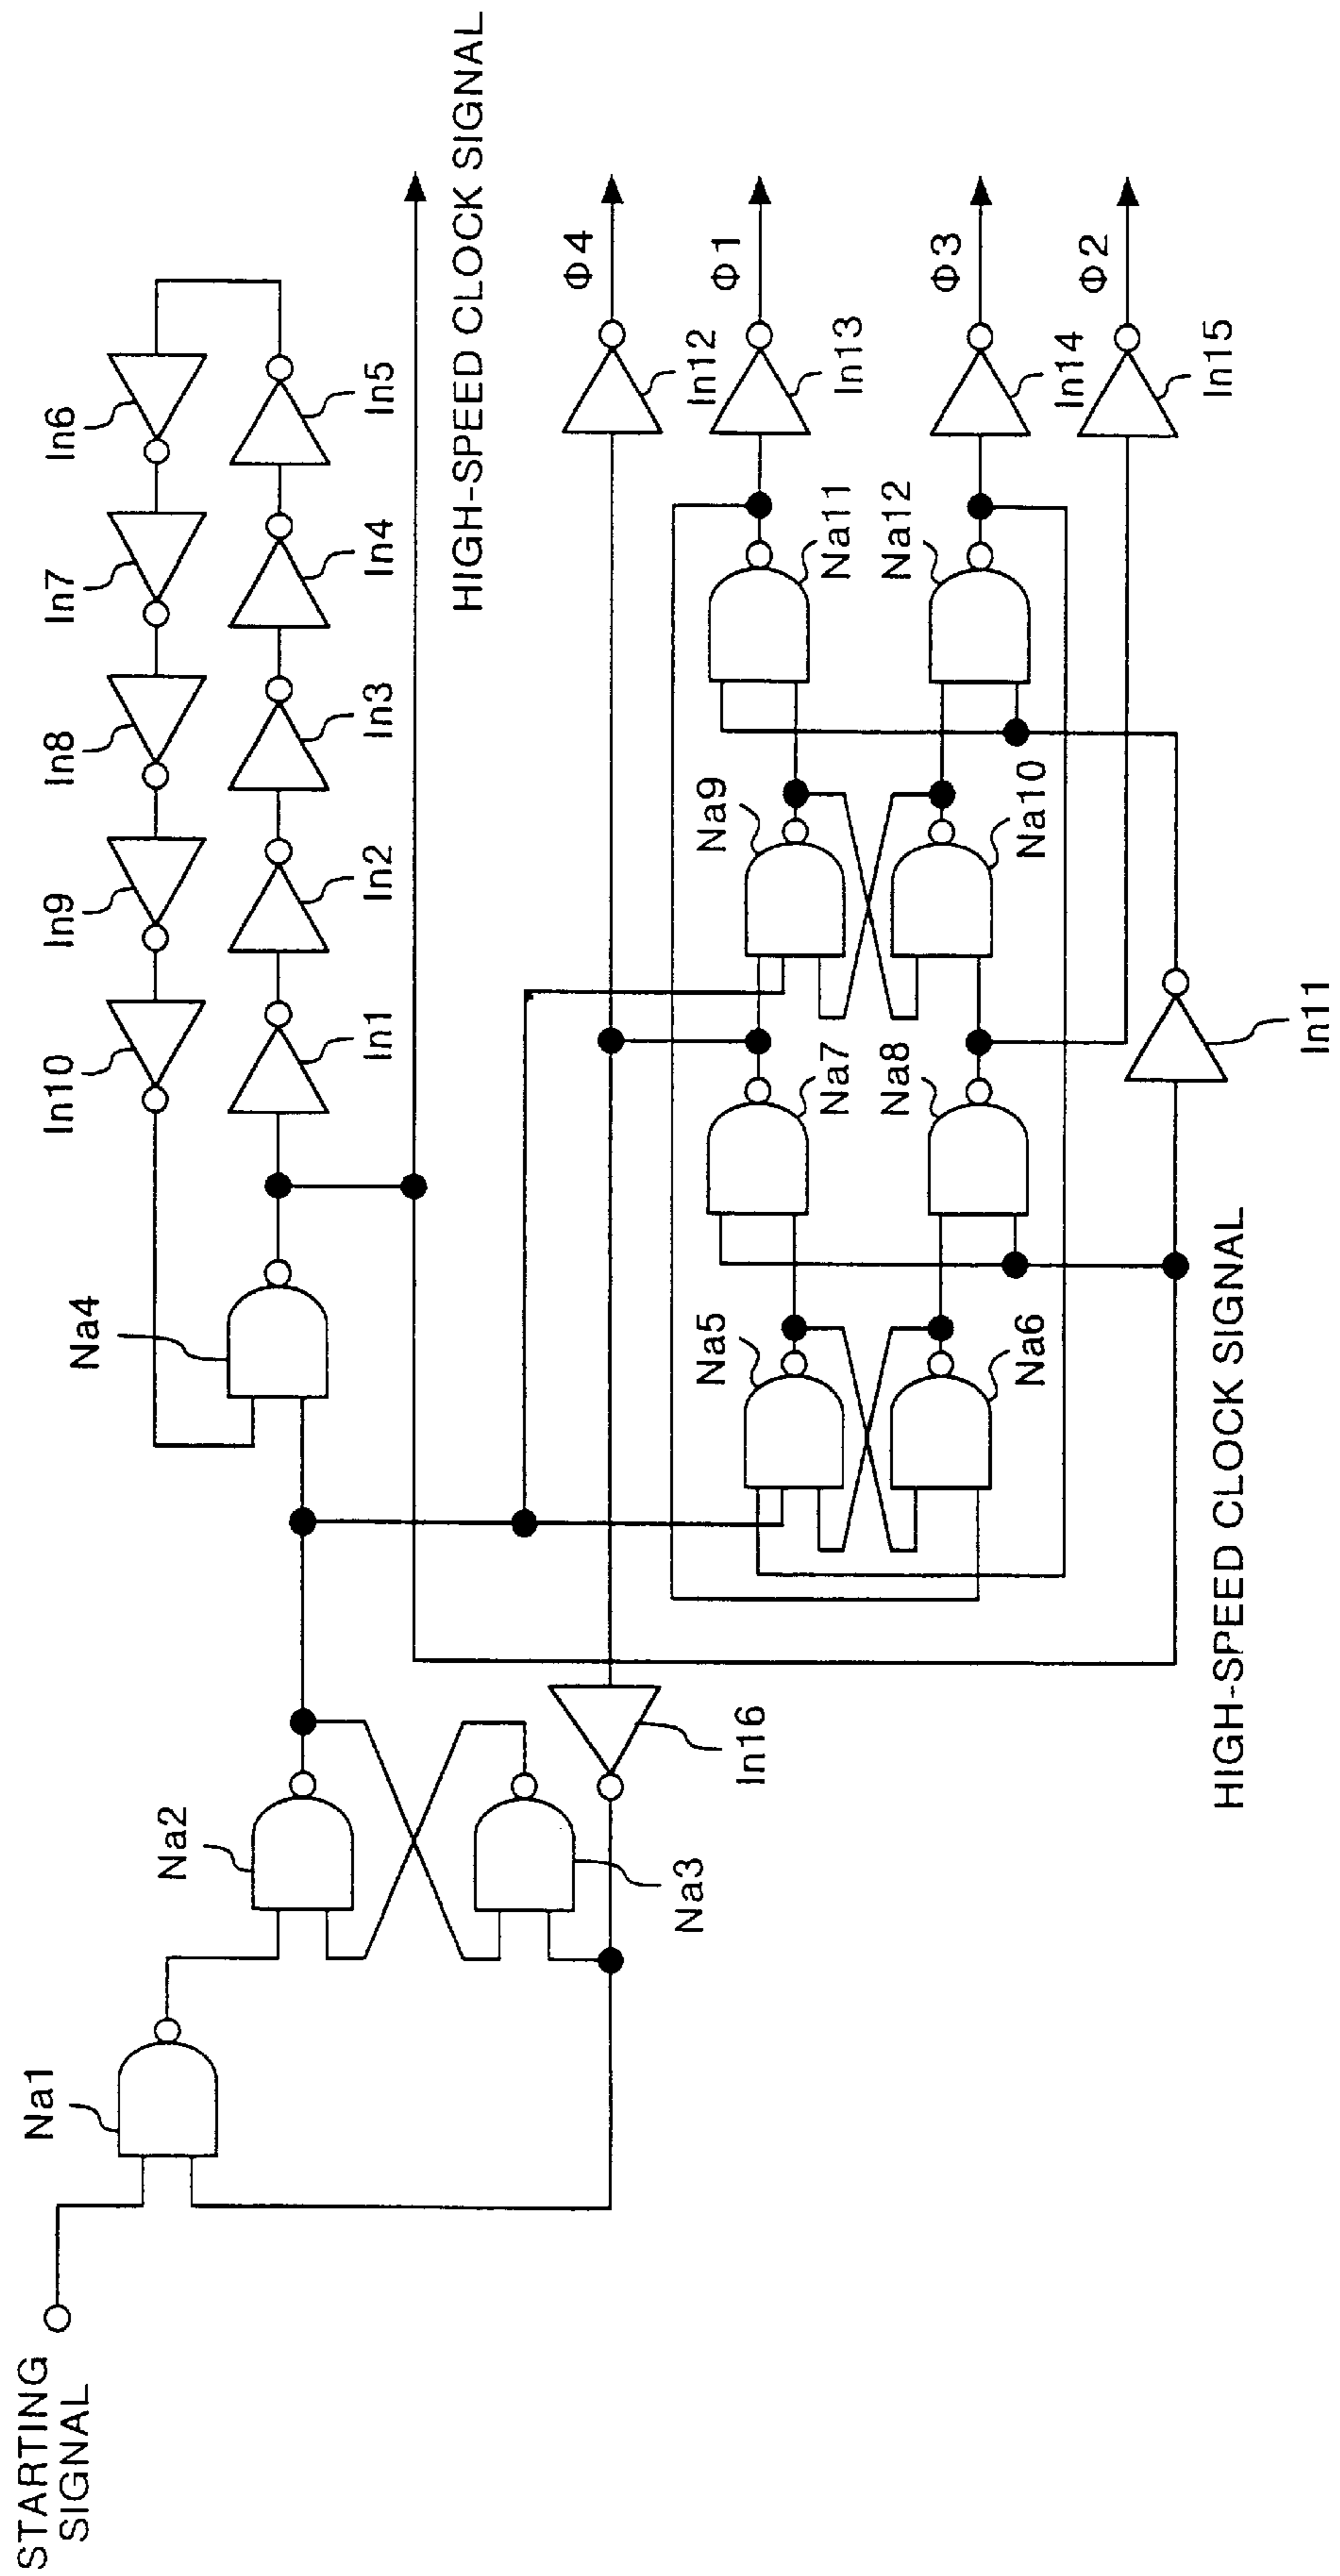 STARTING
SIGNAL
Na1
Na2
Na3
In16
Na4
In10
In9
In8
In7
In6
In1
In2
In3
In4
In5
HIGH-SPEED CLOCK SIGNAL
Φ4
In12
Φ1
In13
Φ3
In14
Φ2
In15
Na5
Na6
Na7
Na8
Na9
Na10
Na11
Na12
In11
HIGH-SPEED CLOCK SIGNAL